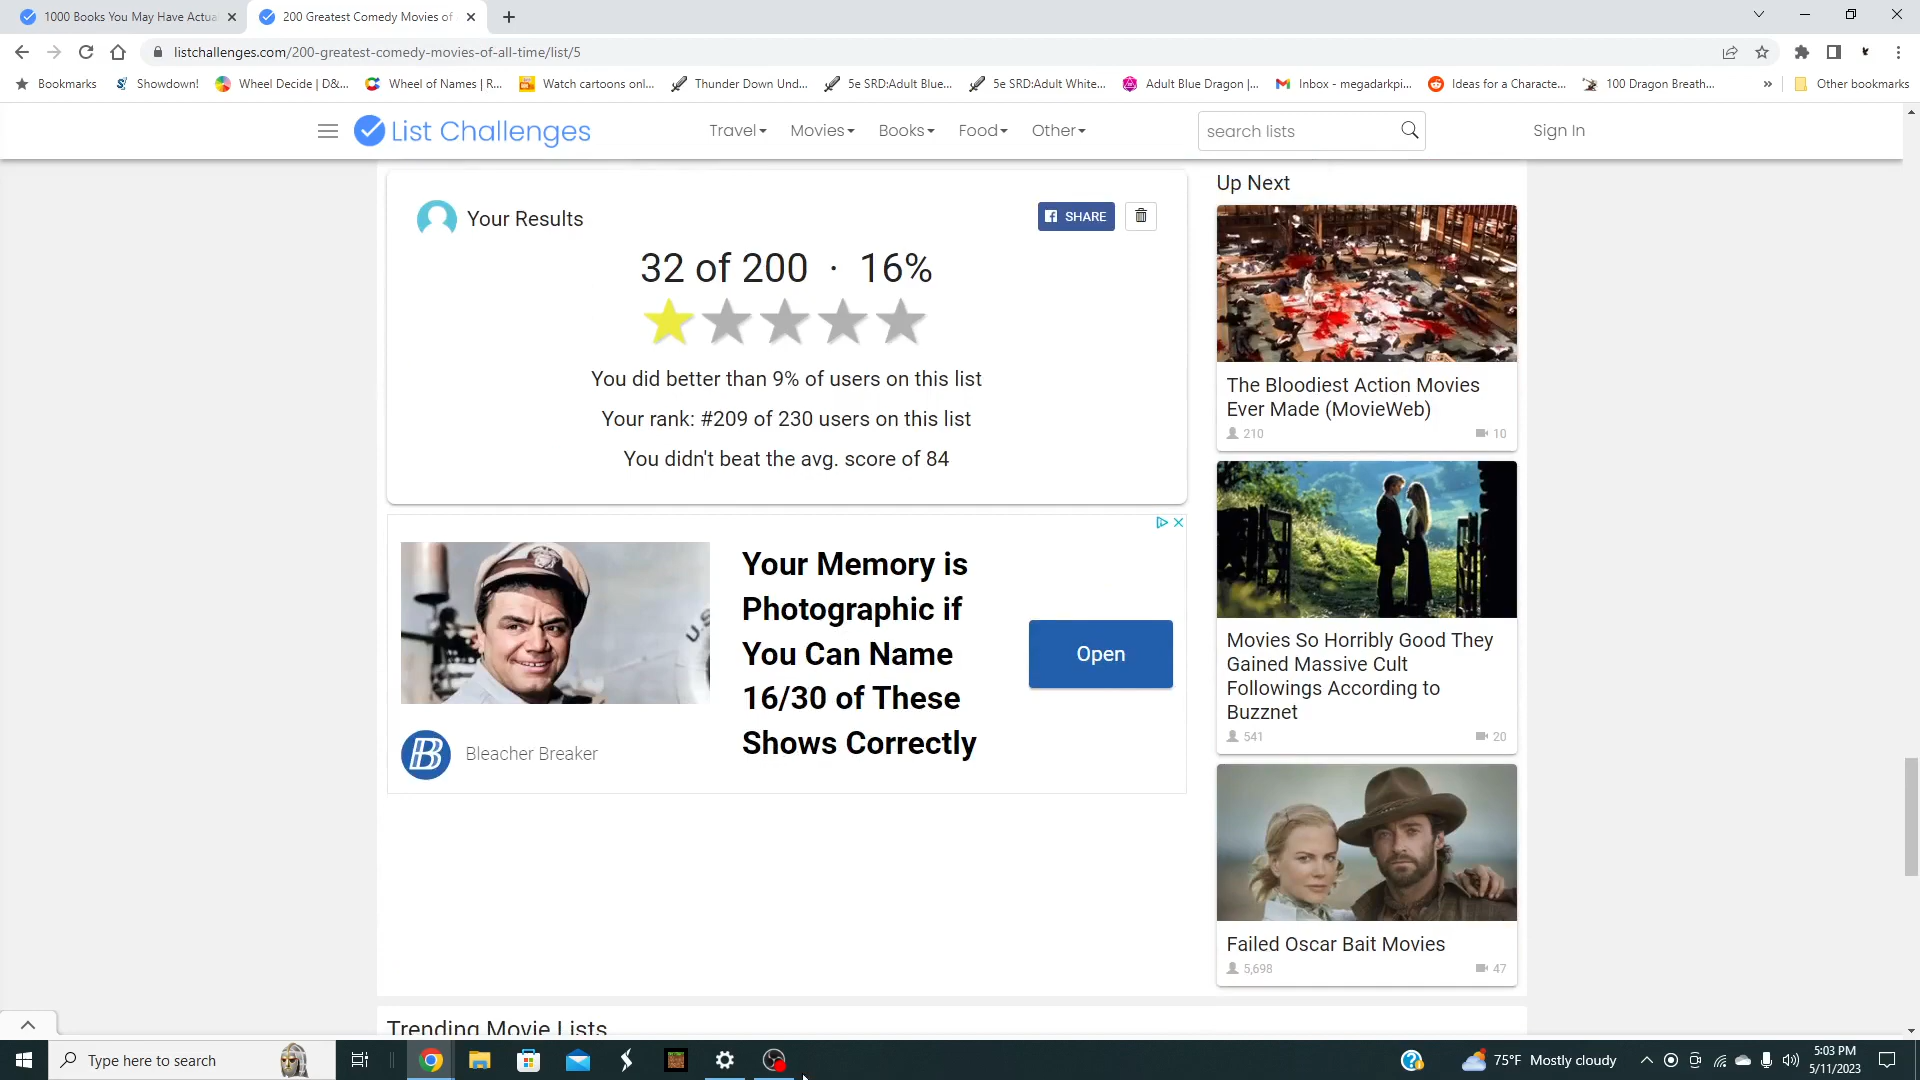 1000 Books You May Have Actua
200 Greatest Comedy Movies of
listchallenges.com/200-greatest-comedy-movies-of-all-time/list/5
Bookmarks
Showdown!
Wheel Decide | D&...
Wheel of Names | R...
Watch cartoons onl...
Thunder Down Und...
5e SRD:Adult Blue...
5e SRD:Adult White...
Adult Blue Dragon |...
Inbox - megadarkpi...
Ideas for a Characte...
100 Dragon Breath...
»
Other bookmarks
List Challenges
Travel
Movies
Books
Food
Other
search lists
Sign In
Your Results
SHARE
32 of 200 · 16%
You did better than 9% of users on this list
Your rank: #209 of 230 users on this list
You didn't beat the avg. score of 84
Your Memory is
Photographic if
You Can Name
16/30 of These
Shows Correctly
Open
U.S
B
Bleacher Breaker
Up Next
The Bloodiest Action Movies
Ever Made (MovieWeb)
210
10
Movies So Horribly Good They
Gained Massive Cult
Followings According to
Buzznet
541
20
Failed Oscar Bait Movies
5,698
47
Trending Movie Lists
Type here to search
75°F Mostly cloudy
5:03 PM
5/11/2023